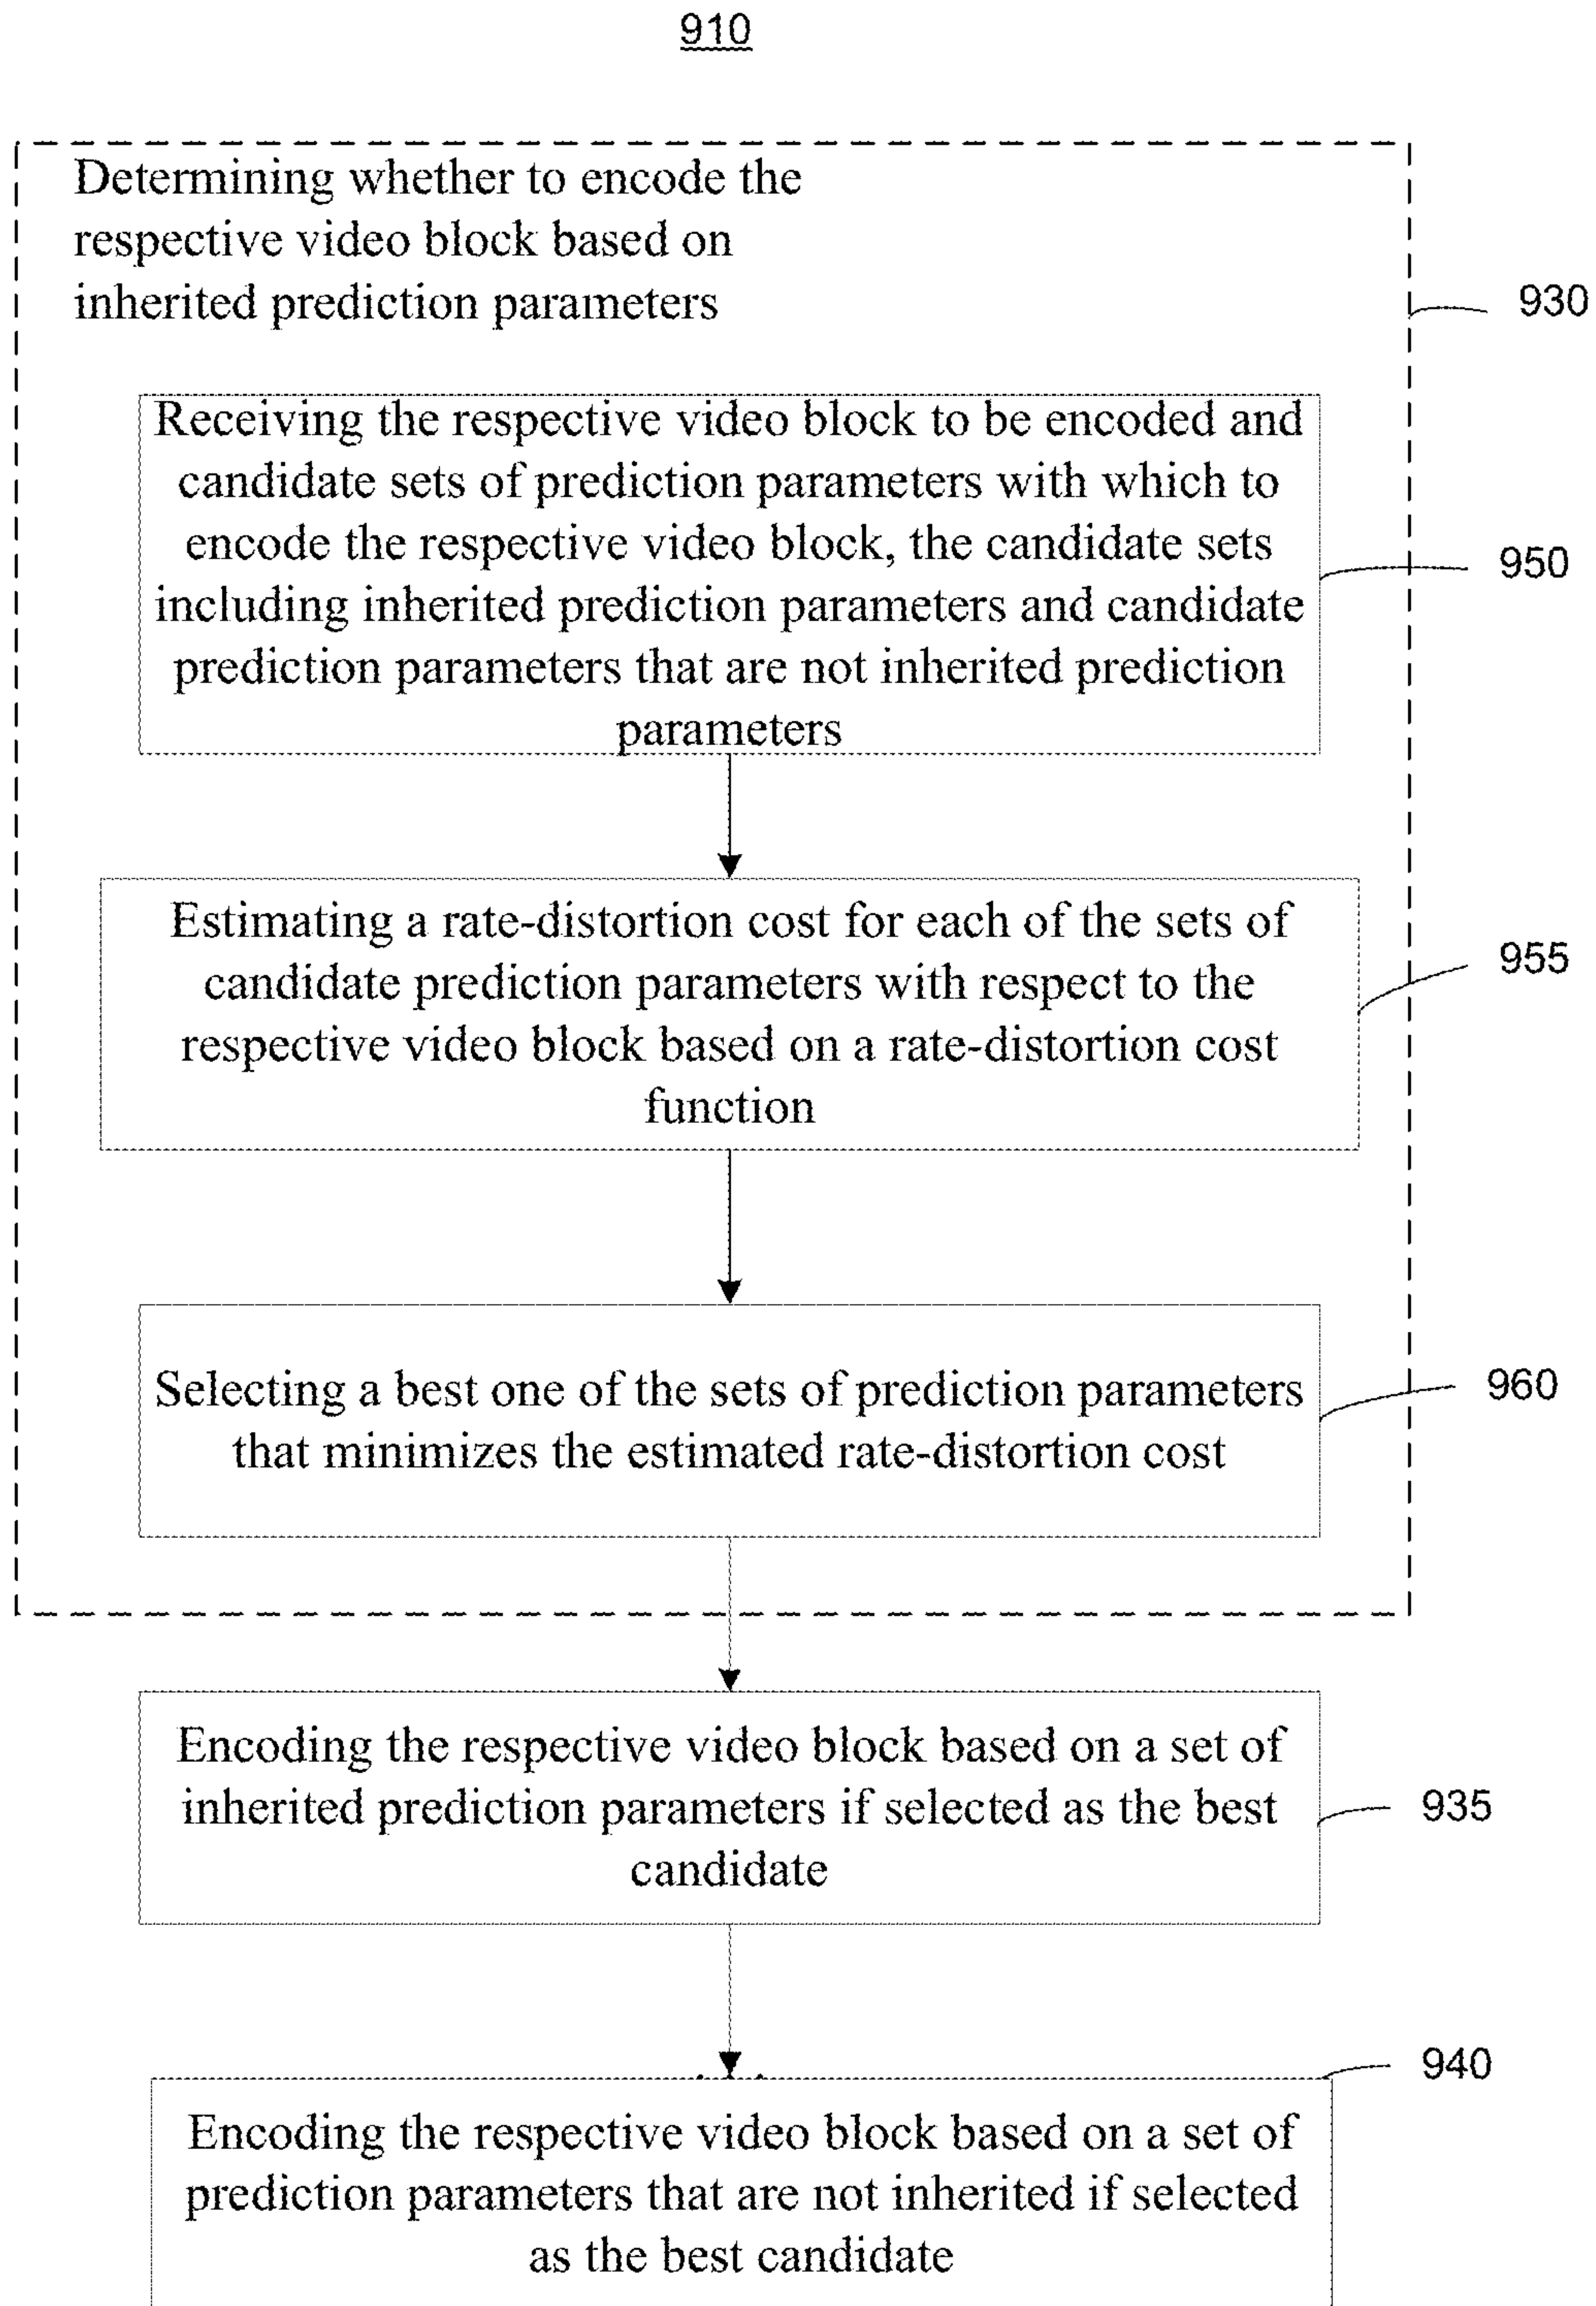 910
Determining whether to encode the
respective video block based on
inherited prediction parameters
930
Receiving the respective video block to be encoded and
candidate sets of prediction parameters with which to
encode the respective video block, the candidate sets
including inherited prediction parameters and candidate
prediction parameters that are not inherited prediction
parameters
950
Estimating a rate-distortion cost for each of the sets of
candidate prediction parameters with respect to the
respective video block based on a rate-distortion cost
function
955
Selecting a best one of the sets of prediction parameters
that minimizes the estimated rate-distortion cost
960
Encoding the respective video block based on a set of
inherited prediction parameters if selected as the best
candidate
935
940
Encoding the respective video block based on a set of
prediction parameters that are not inherited if selected
as the best candidate